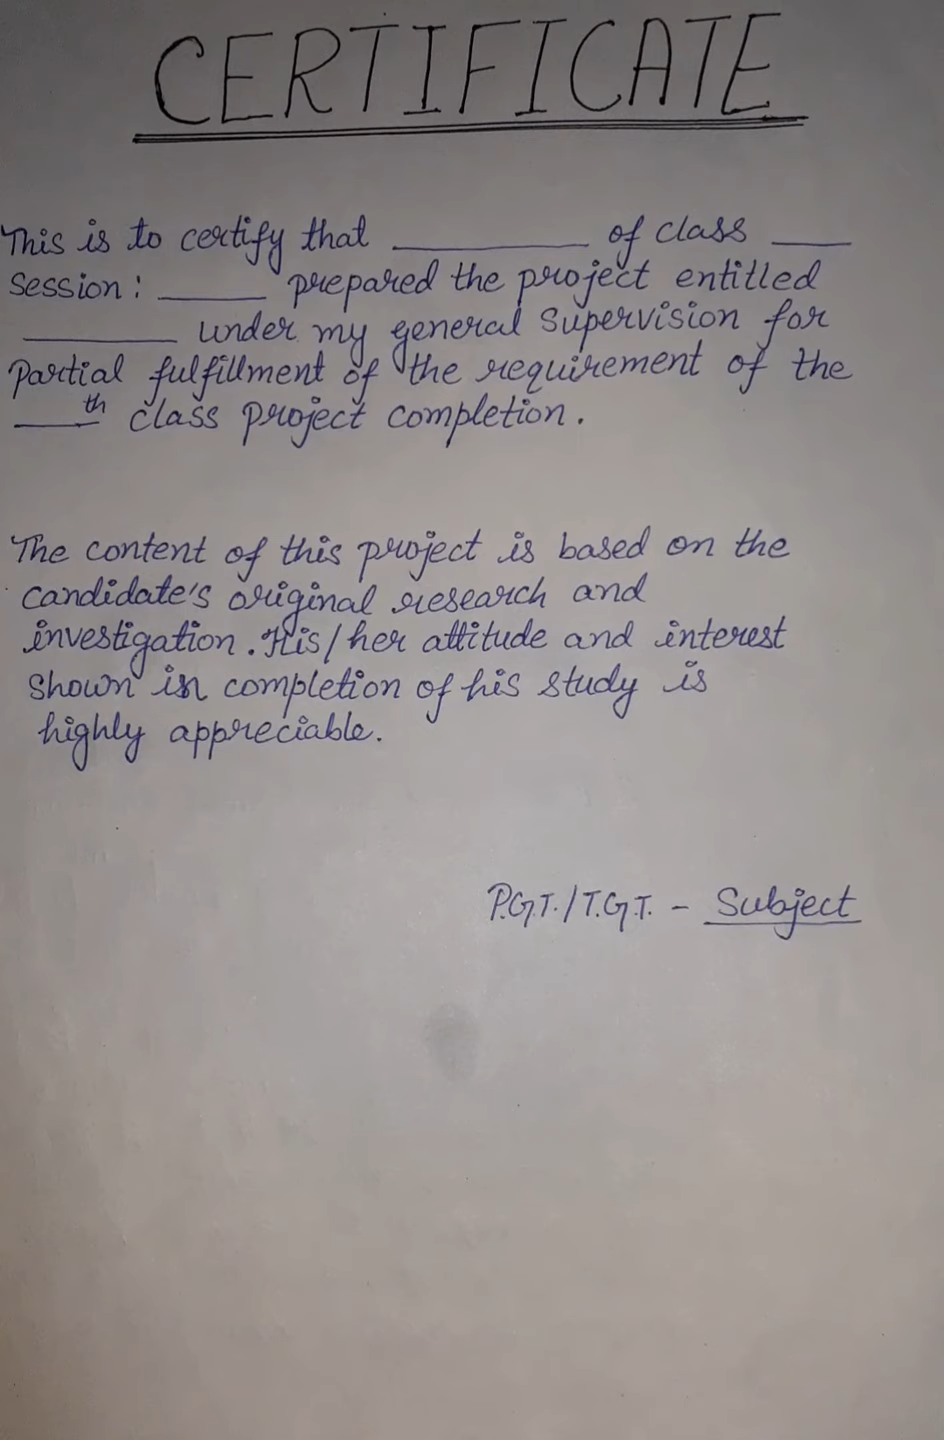 CERTIFICATE
This is to certify that __________ of class ____
Session: ______ prepared the project entitled
________ under my general Supervision for
Partial fulfillment of the requirement of the
____th class project completion.
The content of this project is based on the
candidate's original research and
investigation. His/her attitude and interest
shown in completion of his study is
highly appreciable.
P.G.T./T.G.T. - Subject